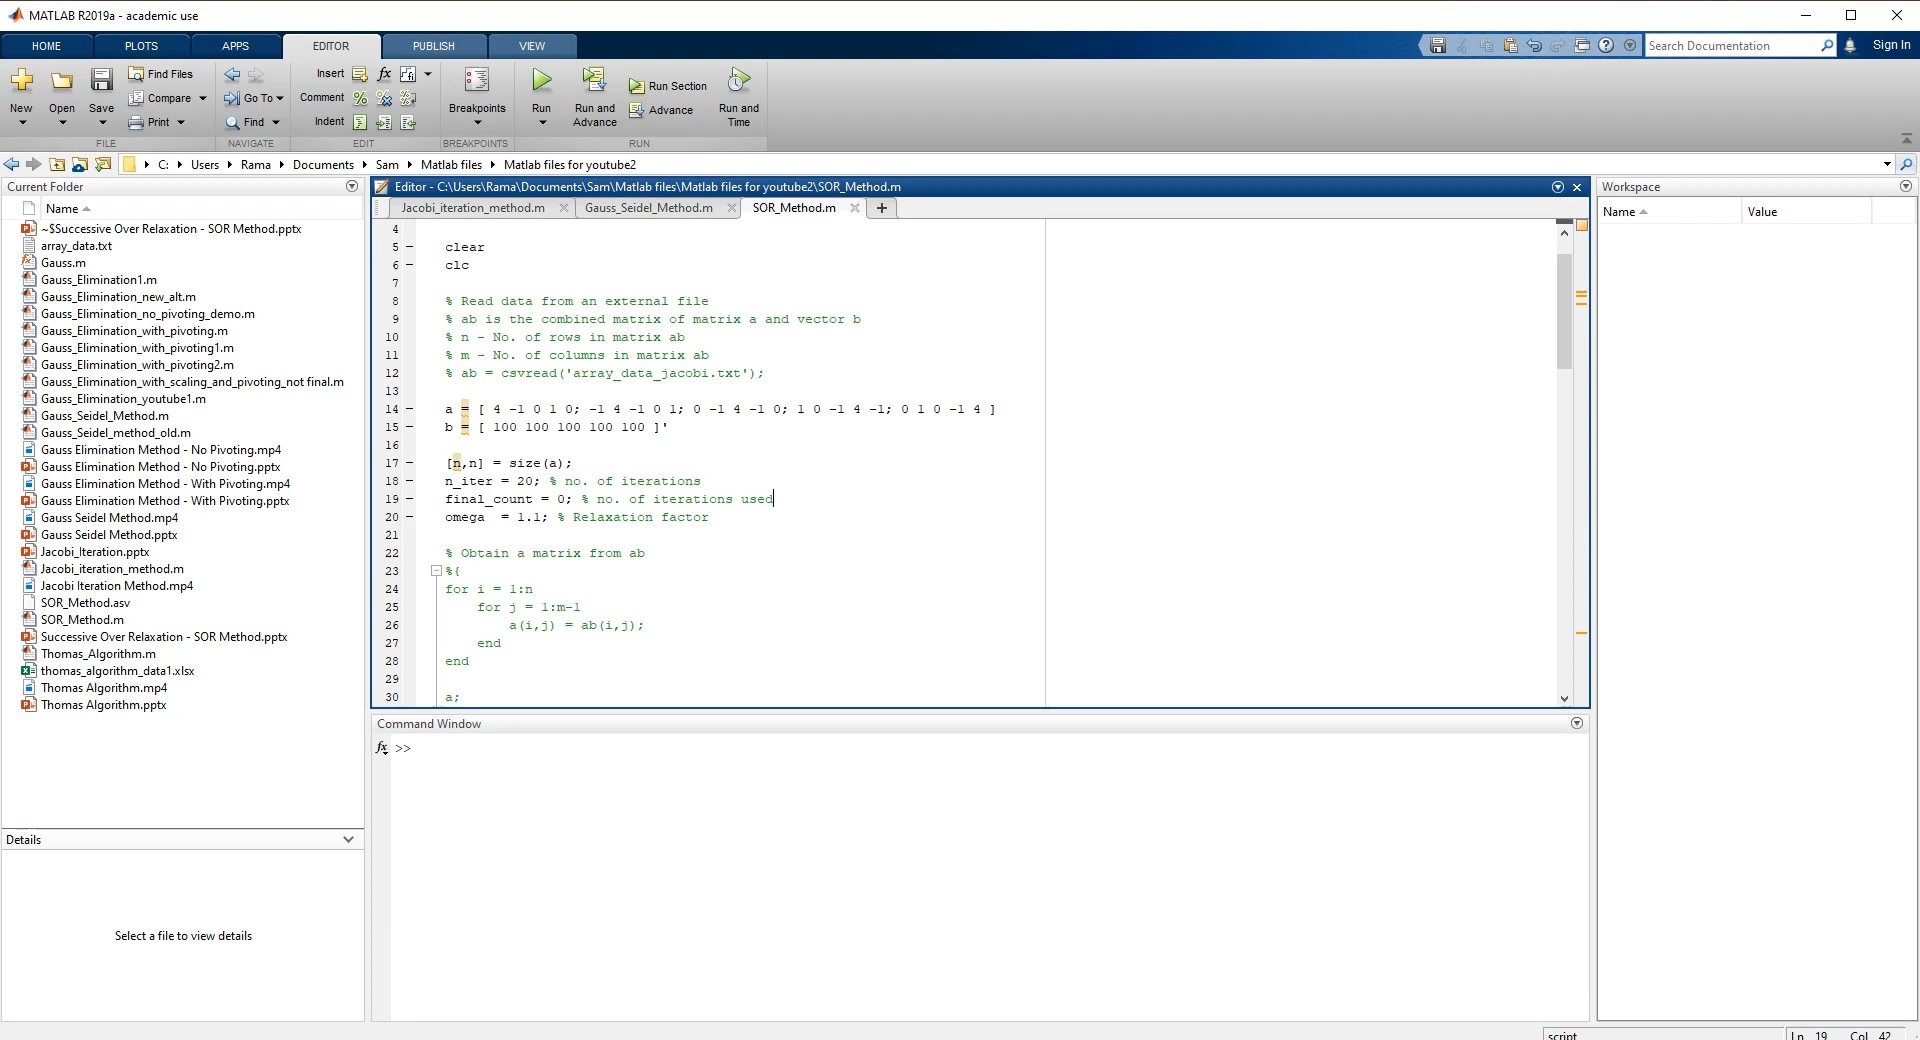 MATLAB R2019a - academic use
HOME PLOTS APPS EDITOR PUBLISH VIEW
Search Documentation
Sign In
New
Open
Save
Find Files
Compare
Print
FILE
Go To
Find
NAVIGATE
Insert
Comment
Indent
EDIT
Breakpoints
BREAKPOINTS
Run
Run and
Advance
Run Section
Advance
Run and
Time
RUN
C: Users Rama Documents Sam Matlab files Matlab files for youtube2
Current Folder
Name
~$Successive Over Relaxation - SOR Method.pptx
array_data.txt
Gauss.m
Gauss_Elimination1.m
Gauss_Elimination_new_alt.m
Gauss_Elimination_no_pivoting_demo.m
Gauss_Elimination_with_pivoting.m
Gauss_Elimination_with_pivoting1.m
Gauss_Elimination_with_pivoting2.m
Gauss_Elimination_with_scaling_and_pivoting_not final.m
Gauss_Elimination_youtube1.m
Gauss_Seidel_Method.m
Gauss_Seidel_method_old.m
Gauss Elimination Method - No Pivoting.mp4
Gauss Elimination Method - No Pivoting.pptx
Gauss Elimination Method - With Pivoting.mp4
Gauss Elimination Method - With Pivoting.pptx
Gauss Seidel Method.mp4
Gauss Seidel Method.pptx
Jacobi_Iteration.pptx
Jacobi_iteration_method.m
Jacobi Iteration Method.mp4
SOR_Method.asv
SOR_Method.m
Successive Over Relaxation - SOR Method.pptx
Thomas_Algorithm.m
thomas_algorithm_data1.xlsx
Thomas Algorithm.mp4
Thomas Algorithm.pptx
Details
Select a file to view details
Editor - C:\Users\Rama\Documents\Sam\Matlab files\Matlab files for youtube2\SOR_Method.m
Jacobi_iteration_method.m Gauss_Seidel_Method.m SOR_Method.m
4
5 – clear
6 – clc
7
8 % Read data from an external file
9 % ab is the combined matrix of matrix a and vector b
10 % n - No. of rows in matrix ab
11 % m - No. of columns in matrix ab
12 % ab = csvread('array_data_jacobi.txt');
13
14 – a = [ 4 -1 0 1 0; -1 4 -1 0 1; 0 -1 4 -1 0; 1 0 -1 4 -1; 0 1 0 -1 4 ]
15 – b = [ 100 100 100 100 100 ]'
16
17 – [n,n] = size(a);
18 – n_iter = 20; % no. of iterations
19 – final_count = 0; % no. of iterations used
20 – omega  = 1.1; % Relaxation factor
21
22 % Obtain a matrix from ab
23 %{
24 for i = 1:n
25 for j = 1:m-1
26 a(i,j) = ab(i,j);
27 end
28 end
29
30 a;
Command Window
fx >>
Workspace
Name Value
script Ln 19 Col 42